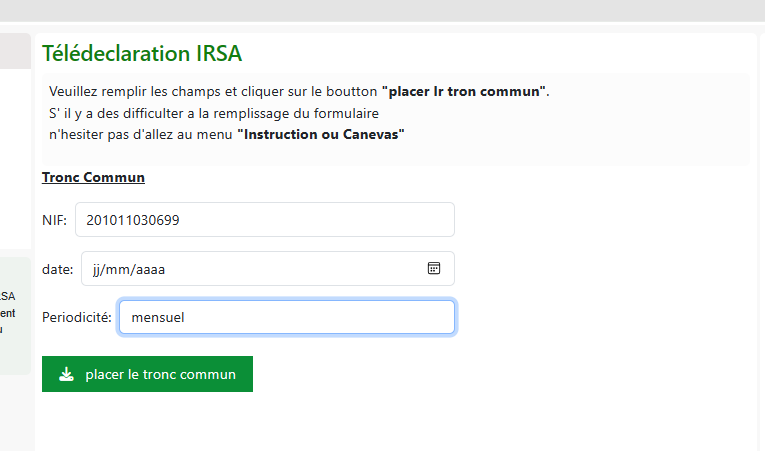 Télédeclaration IRSA
Veuillez remplir les champs et cliquer sur le boutton "placer lr tron commun".
S' il y a des difficulter a la remplissage du formulaire
n'hesiter pas d'allez au menu "Instruction ou Canevas"
Tronc Commun
NIF: 201011030699
date: jj/mm/aaaa
RSA
ent
Periodicité: mensuel
placer le tronc commun